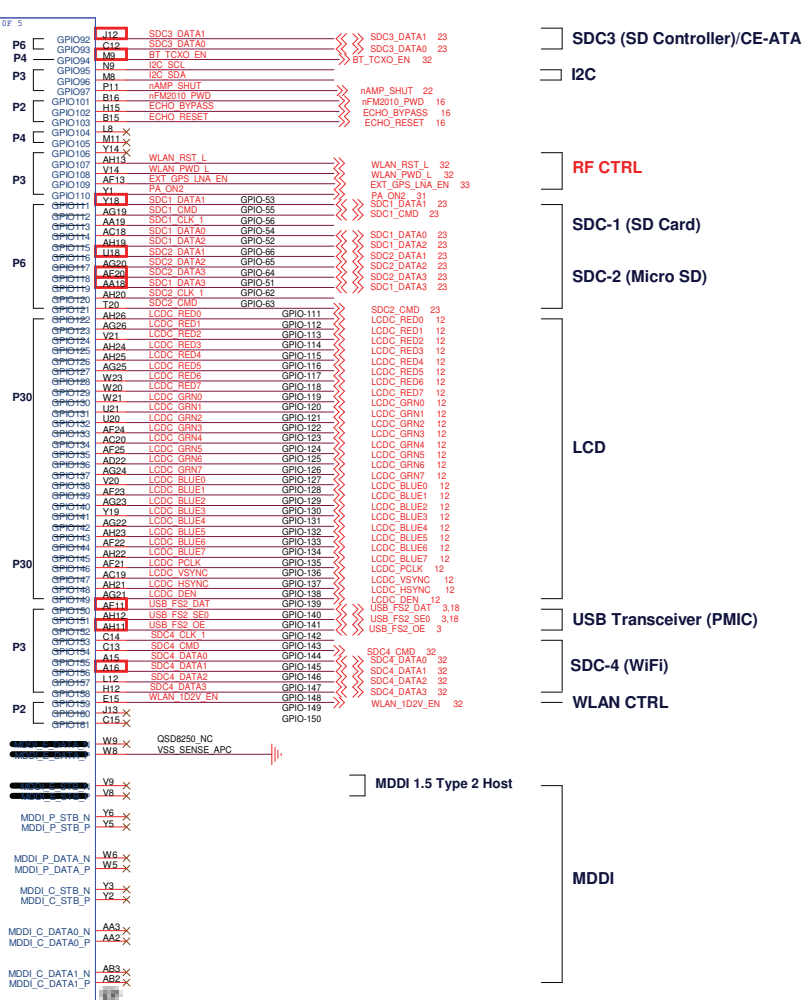 OF 5
GPIO92 J12 SDC3_DATA1 SDC3_DATA1 23
P6 GPIO93 C12 SDC3_DATA0 SDC3_DATA0 23 SDC3 (SD Controller)/CE-ATA
P4 GPIO94 M9 BT_TCXO_EN BT_TCXO_EN 32
GPIO95 N9 I2C_SCL
P3 GPIO96 M8 I2C_SDA I2C
GPIO97 P11 nAMP_SHUT nAMP_SHUT 22
GPIO101 B16 nFM2010_PWD nFM2010_PWD 16
P2 GPIO102 H15 ECHO_BYPASS ECHO_BYPASS 16
GPIO103 B15 ECHO_RESET ECHO_RESET 16
P4 GPIO104 L8
GPIO105 M11
GPIO106 Y14
GPIO107 AH13 WLAN_RST_L WLAN_RST_L 32
P3 GPIO108 V14 WLAN_PWD_L WLAN_PWD_L 32 RF CTRL
GPIO109 AF13 EXT_GPS_LNA_EN EXT_GPS_LNA_EN 33
GPIO110 Y1 PA_ON2 PA_ON2 31
GPIO111 Y18 SDC1_DATA1 GPIO-53 SDC1_DATA1 23
GPIO112 AG19 SDC1_CMD GPIO-55 SDC1_CMD 23
GPIO113 AA19 SDC1_CLK_1 GPIO-56 SDC-1 (SD Card)
GPIO114 AC18 SDC1_DATA0 GPIO-54 SDC1_DATA0 23
GPIO115 AH19 SDC1_DATA2 GPIO-52 SDC1_DATA2 23
GPIO116 U18 SDC2_DATA1 GPIO-66 SDC2_DATA1 23
P6 GPIO117 AG20 SDC2_DATA2 GPIO-65 SDC2_DATA2 23
GPIO118 AF20 SDC2_DATA3 GPIO-64 SDC2_DATA3 23 SDC-2 (Micro SD)
GPIO119 AA18 SDC1_DATA3 GPIO-51 SDC1_DATA3 23
GPIO120 AH20 SDC2_CLK_1 GPIO-62
GPIO121 T20 SDC2_CMD GPIO-63 SDC2_CMD 23
GPIO122 AH26 LCDC_RED0 GPIO-111 LCDC_RED0 12
GPIO123 AG26 LCDC_RED1 GPIO-112 LCDC_RED1 12
GPIO124 V21 LCDC_RED2 GPIO-113 LCDC_RED2 12
GPIO125 AH24 LCDC_RED3 GPIO-114 LCDC_RED3 12
GPIO126 AH25 LCDC_RED4 GPIO-115 LCDC_RED4 12
GPIO127 AG25 LCDC_RED5 GPIO-116 LCDC_RED5 12
GPIO128 W23 LCDC_RED6 GPIO-117 LCDC_RED6 12
GPIO129 W20 LCDC_RED7 GPIO-118 LCDC_RED7 12
P30 GPIO130 W21 LCDC_GRN0 GPIO-119 LCDC_GRN0 12
GPIO131 U21 LCDC_GRN1 GPIO-120 LCDC_GRN1 12
GPIO132 U20 LCDC_GRN2 GPIO-121 LCDC_GRN2 12
GPIO133 AF24 LCDC_GRN3 GPIO-122 LCDC_GRN3 12
GPIO134 AC20 LCDC_GRN4 GPIO-123 LCDC_GRN4 12 LCD
GPIO135 AF25 LCDC_GRN5 GPIO-124 LCDC_GRN5 12
GPIO136 AD22 LCDC_GRN6 GPIO-125 LCDC_GRN6 12
GPIO137 AG24 LCDC_GRN7 GPIO-126 LCDC_GRN7 12
GPIO138 V20 LCDC_BLUE0 GPIO-127 LCDC_BLUE0 12
GPIO139 AF23 LCDC_BLUE1 GPIO-128 LCDC_BLUE1 12
GPIO140 AG23 LCDC_BLUE2 GPIO-129 LCDC_BLUE2 12
GPIO141 Y19 LCDC_BLUE3 GPIO-130 LCDC_BLUE3 12
GPIO142 AG22 LCDC_BLUE4 GPIO-131 LCDC_BLUE4 12
GPIO143 AH23 LCDC_BLUE5 GPIO-132 LCDC_BLUE5 12
GPIO144 AF22 LCDC_BLUE6 GPIO-133 LCDC_BLUE6 12
GPIO145 AH22 LCDC_BLUE7 GPIO-134 LCDC_BLUE7 12
P30 GPIO146 AF21 LCDC_PCLK GPIO-135 LCDC_PCLK 12
GPIO147 AC19 LCDC_VSYNC GPIO-136 LCDC_VSYNC 12
GPIO148 AH21 LCDC_HSYNC GPIO-137 LCDC_HSYNC 12
GPIO149 AG21 LCDC_DEN GPIO-138 LCDC_DEN 12
GPIO150 AF11 USB_FS2_DAT GPIO-139 USB_FS2_DAT 3,18
GPIO151 AH12 USB_FS2_SE0 GPIO-140 USB_FS2_SE0 3,18 USB Transceiver (PMIC)
GPIO152 AH11 USB_FS2_OE GPIO-141 USB_FS2_OE 3
GPIO153 C14 SDC4_CLK_1 GPIO-142
P3 GPIO154 C13 SDC4_CMD GPIO-143 SDC4_CMD 32
GPIO155 A15 SDC4_DATA0 GPIO-144 SDC4_DATA0 32
GPIO156 A16 SDC4_DATA1 GPIO-145 SDC4_DATA1 32 SDC-4 (WiFi)
GPIO157 L12 SDC4_DATA2 GPIO-146 SDC4_DATA2 32
GPIO158 H12 SDC4_DATA3 GPIO-147 SDC4_DATA3 32
GPIO159 E15 WLAN_1D2V_EN GPIO-148 WLAN_1D2V_EN 32 WLAN CTRL
P2 GPIO160 J13 GPIO-149
GPIO161 C15 GPIO-150
W9 QSD8250_NC
W8 VSS_SENSE_APC
V9 MDDI 1.5 Type 2 Host
V8
MDDI_P_STB_N Y6
MDDI_P_STB_P Y5
MDDI_P_DATA_N W6
MDDI_P_DATA_P W5
MDDI
MDDI_C_STB_N Y3
MDDI_C_STB_P Y2
MDDI_C_DATA0_N AA3
MDDI_C_DATA0_P AA2
MDDI_C_DATA1_N AB3
MDDI_C_DATA1_P AB2